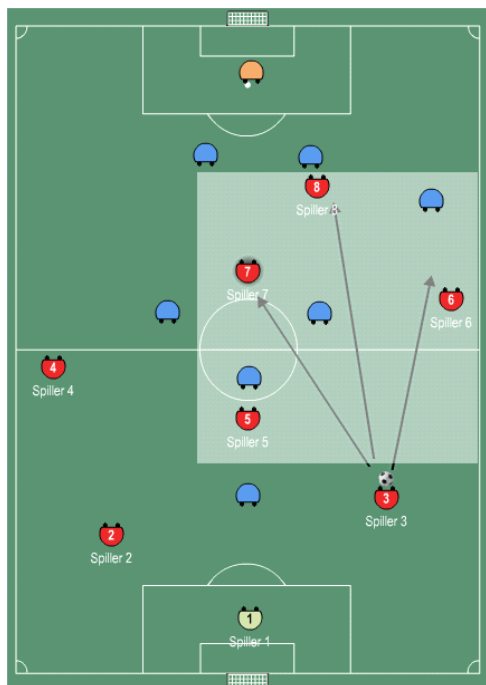 8
Spiller 8
7
Spiller 7
6
Spiller 6
4
Spiller 4
5
Spiller 5
3
Spiller 3
2
Spiller 2
1
Spiller 1